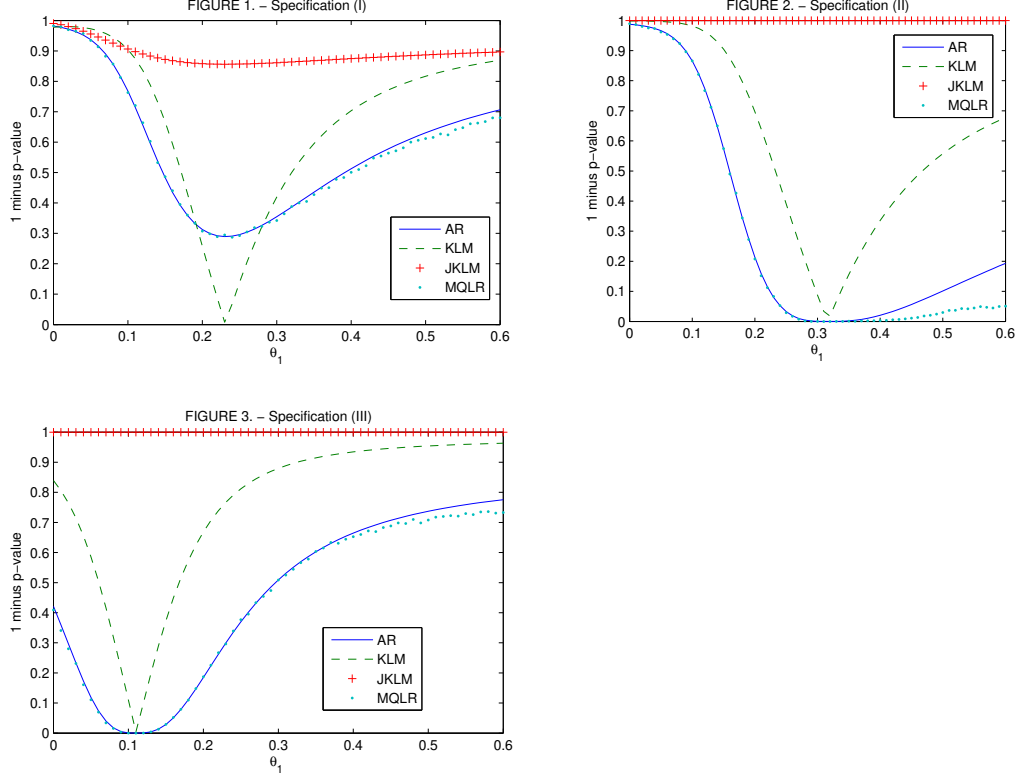 FIGURE 1. – Specification (I)
1
0.9
0.8
0.7
0.6
0.5
0.4
0.3
0.2
0.1
0
1 minus p-value
AR
KLM
JKLM
MQLR
0 0.1 0.2 0.3 0.4 0.5 0.6
θ1
FIGURE 2. – Specification (II)
1
0.9
0.8
0.7
0.6
0.5
0.4
0.3
0.2
0.1
0
1 minus p-value
AR
KLM
JKLM
MQLR
0 0.1 0.2 0.3 0.4 0.5 0.6
θ1
FIGURE 3. – Specification (III)
1
0.9
0.8
0.7
0.6
0.5
0.4
0.3
0.2
0.1
0
1 minus p-value
AR
KLM
JKLM
MQLR
0 0.1 0.2 0.3 0.4 0.5 0.6
θ1